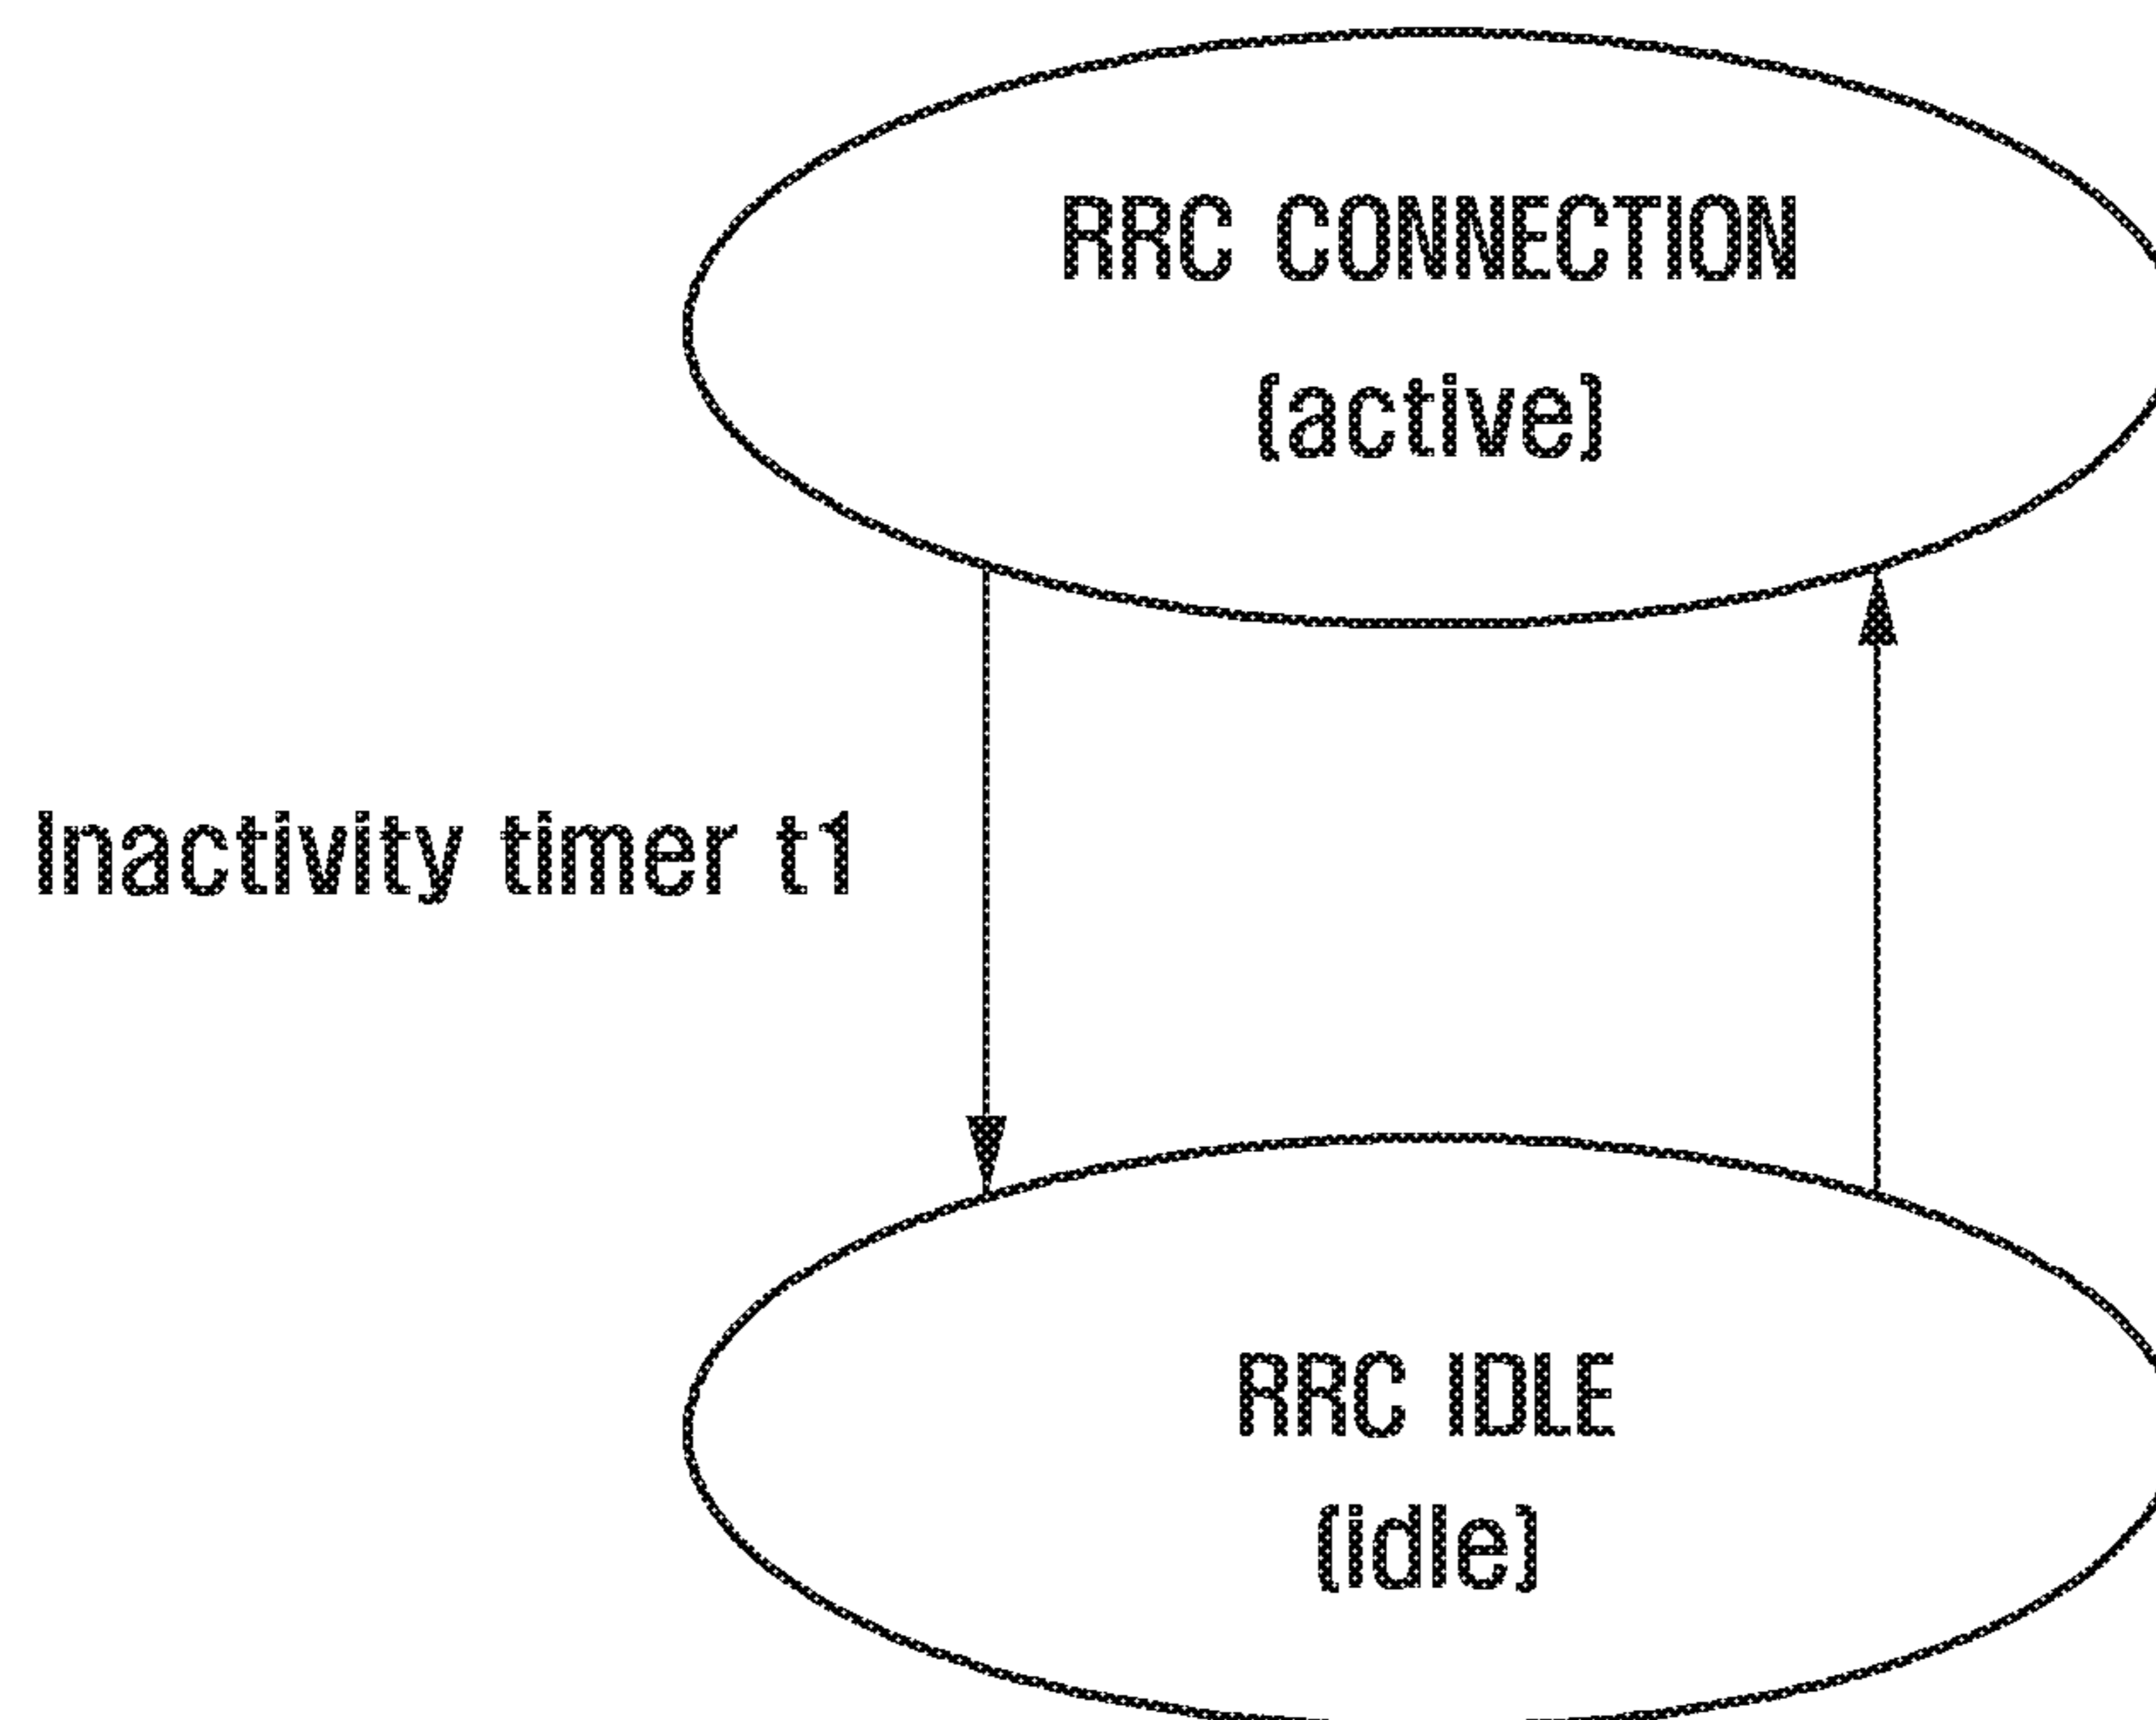 RRC CONNECTION
(active)
Inactivity timer t1
RRC IDLE
(idle)